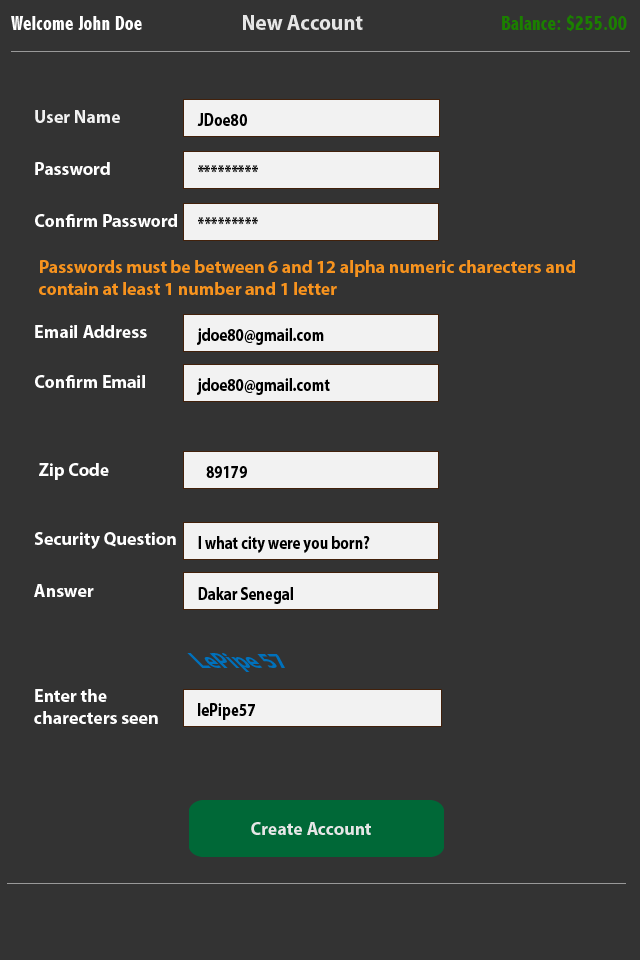 Welcome John Doe New Account Balance: $255.00
User Name JDoe80
Password *********
Confirm Password *********
Passwords must be between 6 and 12 alpha numeric charecters and
contain at least 1 number and 1 letter
Email Address jdoe80@gmail.com
Confirm Email jdoe80@gmail.comt
Zip Code 89179
Security Question I what city were you born?
Answer Dakar Senegal
LePipe57
Enter the
charecters seen lePipe57
Create Account